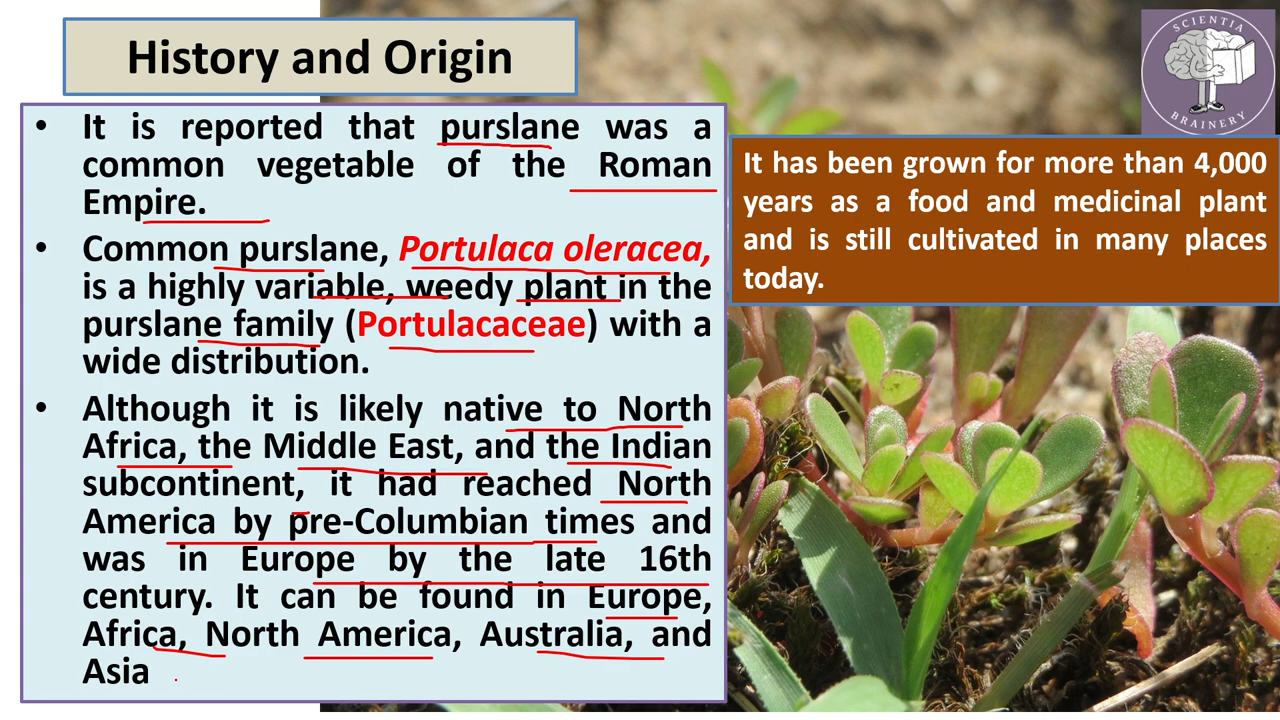 History and Origin
SCIENTIA
BRAINERY
• It is reported that purslane was a
common vegetable of the Roman
Empire.
• Common purslane, Portulaca oleracea,
is a highly variable, weedy plant in the
purslane family (Portulacaceae) with a
wide distribution.
• Although it is likely native to North
Africa, the Middle East, and the Indian
subcontinent, it had reached North
America by pre-Columbian times and
was in Europe by the late 16th
century. It can be found in Europe,
Africa, North America, Australia, and
Asia
It has been grown for more than 4,000
years as a food and medicinal plant
and is still cultivated in many places
today.